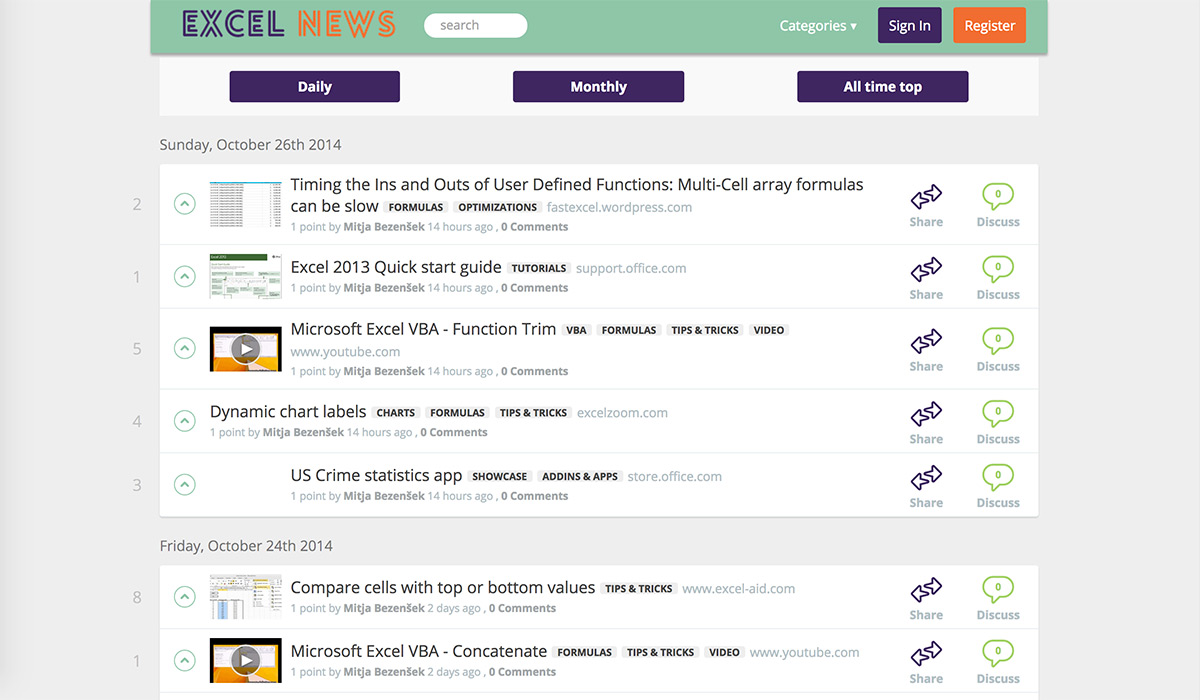 EXCEL NEWS search Categories ▾ Sign In Register
Daily Monthly All time top
Sunday, October 26th 2014
Timing the Ins and Outs of User Defined Functions: Multi-Cell array formulas
2 can be slow FORMULAS OPTIMIZATIONS fastexcel.wordpress.com 0
1 point by Mitja Bezenšek 14 hours ago , 0 Comments Share Discuss
1 Excel 2013 Quick start guide TUTORIALS support.office.com 0
1 point by Mitja Bezenšek 14 hours ago , 0 Comments Share Discuss
Microsoft Excel VBA - Function Trim VBA FORMULAS TIPS & TRICKS VIDEO 0
5 www.youtube.com
1 point by Mitja Bezenšek 14 hours ago , 0 Comments Share Discuss
4 Dynamic chart labels CHARTS FORMULAS TIPS & TRICKS excelzoom.com 0
1 point by Mitja Bezenšek 14 hours ago , 0 Comments Share Discuss
3 US Crime statistics app SHOWCASE ADDINS & APPS store.office.com 0
1 point by Mitja Bezenšek 14 hours ago , 0 Comments Share Discuss
Friday, October 24th 2014
8 Compare cells with top or bottom values TIPS & TRICKS www.excel-aid.com 0
1 point by Mitja Bezenšek 2 days ago , 0 Comments Share Discuss
1 Microsoft Excel VBA - Concatenate FORMULAS TIPS & TRICKS VIDEO www.youtube.com 0
1 point by Mitja Bezenšek 2 days ago , 0 Comments Share Discuss